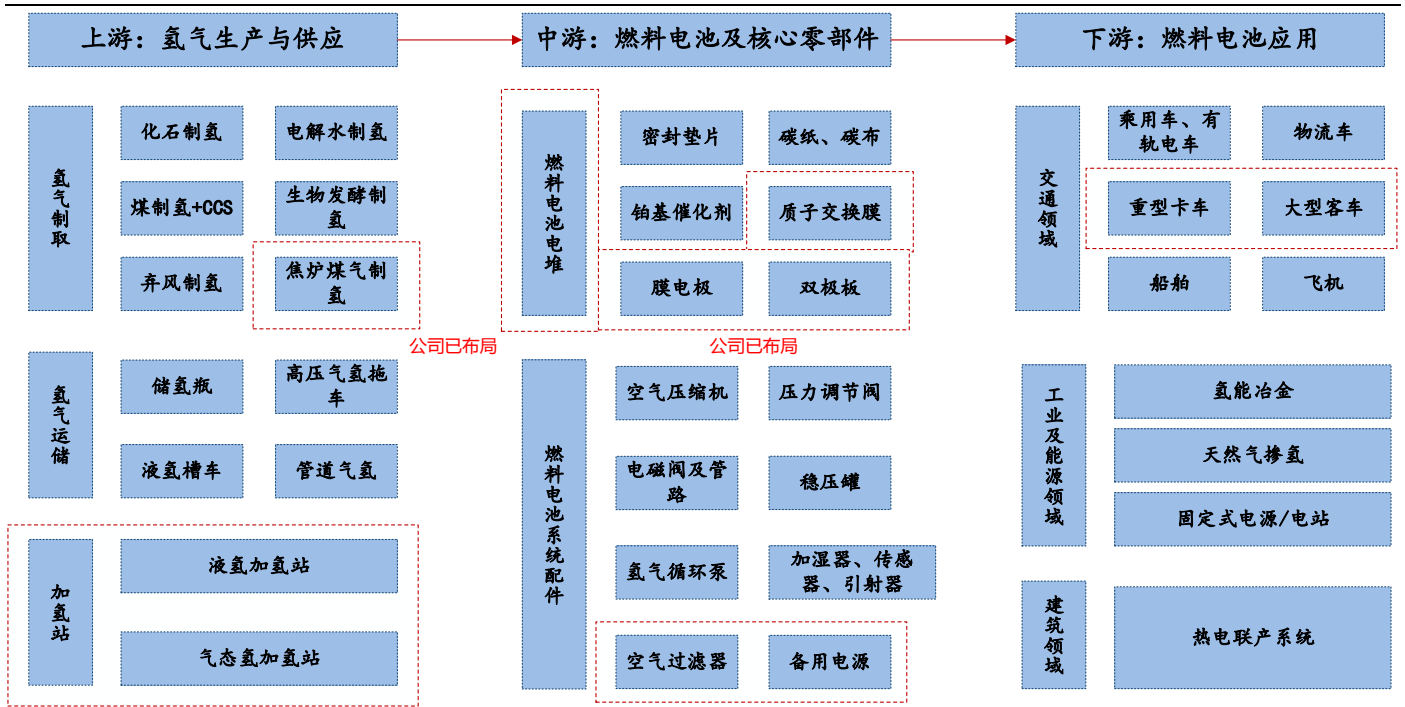 上游：氢气生产与供应
中游：燃料电池及核心零部件
下游：燃料电池应用
氢气制取
化石制氢
电解水制氢
煤制氢+CCS
生物发酵制
氢
弃风制氢
焦炉煤气制
氢
公司已布局
氢气运储
储氢瓶
高压气氢拖
车
液氢槽车
管道气氢
加氢站
液氢加氢站
气态氢加氢站
燃料电池电堆
密封垫片
碳纸、碳布
铂基催化剂
质子交换膜
膜电极
双极板
公司已布局
燃料电池系统配件
空气压缩机
压力调节阀
电磁阀及管
路
稳压罐
氢气循环泵
加湿器、传感
器、引射器
空气过滤器
备用电源
交通领域
乘用车、有
轨电车
物流车
重型卡车
大型客车
船舶
飞机
工业及能源领域
氢能冶金
天然气掺氢
固定式电源/电站
建筑领域
热电联产系统